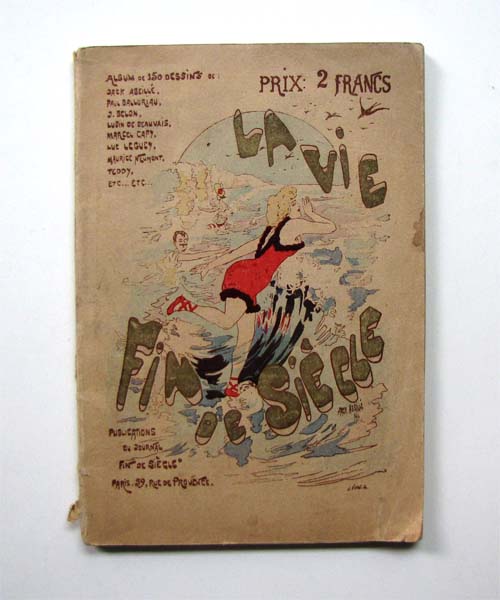 ALBUM DE 150 DESSINS DE:
JACK ABEILLÉ,
PAUL BALLURIAU,
J. BELON,
LUBIN DE BEAUVAIS,
MARCEL CAPY,
LUC LEGUEY,
MAURICE NEUMONT,
TEDDY,
ETC... ETC...
PRIX: 2 FRANCS
LA VIE
FIN DE SIÈCLE
PUBLICATIONS
DU JOURNAL
FIN DE SIÈCLE
PARIS. 59, RUE DE PROVENCE.